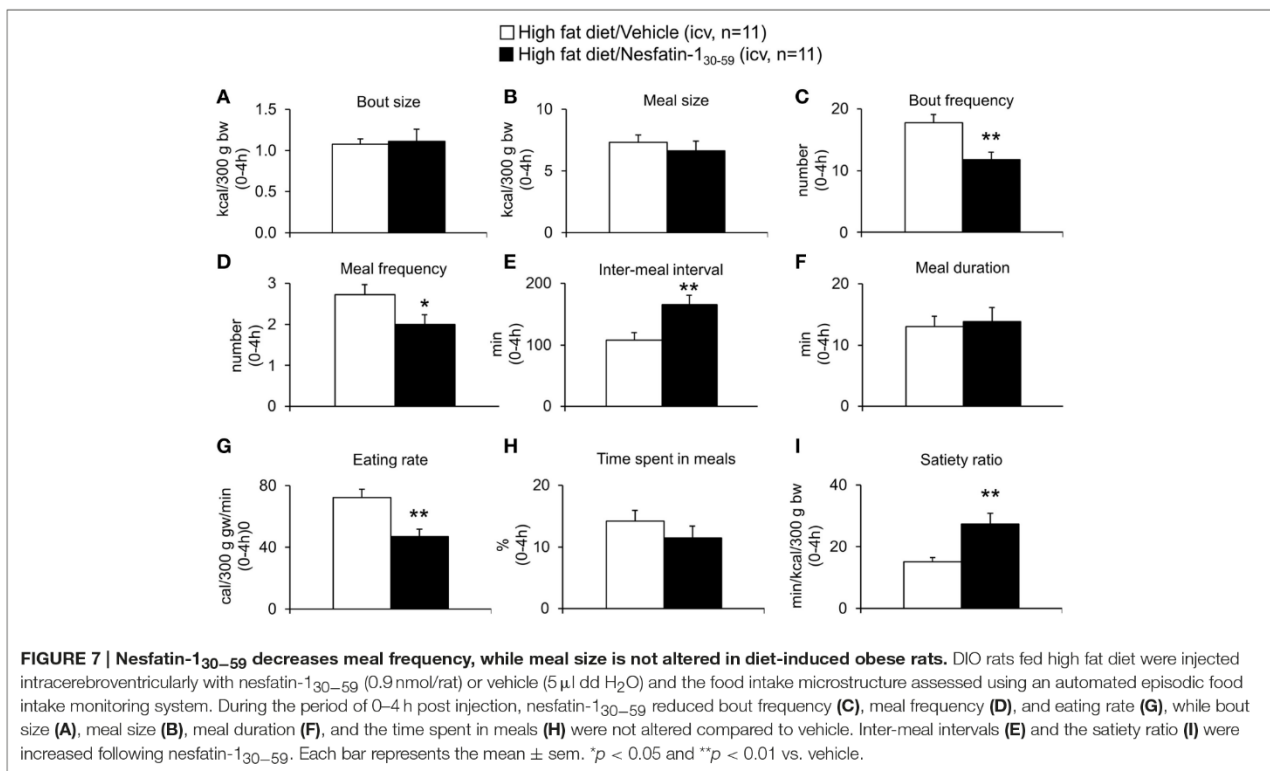 High fat diet/Vehicle (icv, n=11)
High fat diet/Nesfatin-1₃₀₋₅₉ (icv, n=11)
A
Bout size
kcal/300 g bw
(0-4h)
1.5
1.0
0.5
0.0
B
Meal size
kcal/300 g bw
(0-4h)
10
5
0
C
Bout frequency
number
(0-4h)
20
10
0
**
D
Meal frequency
number
(0-4h)
3
2
1
0
*
E
Inter-meal interval
min
(0-4h)
200
100
0
**
F
Meal duration
min
(0-4h)
20
10
0
G
Eating rate
cal/300 g gw/min
(0-4h)0
80
40
0
**
H
Time spent in meals
%
(0-4h)
20
10
0
I
Satiety ratio
min/kcal/300 g bw
(0-4h)
40
20
0
**
FIGURE 7 | Nesfatin-1₃₀₋₅₉ decreases meal frequency, while meal size is not altered in diet-induced obese rats. DIO rats fed high fat diet were injected
intracerebroventricularly with nesfatin-1₃₀₋₅₉ (0.9 nmol/rat) or vehicle (5 μl dd H₂O) and the food intake microstructure assessed using an automated episodic food
intake monitoring system. During the period of 0–4 h post injection, nesfatin-1₃₀₋₅₉ reduced bout frequency (C), meal frequency (D), and eating rate (G), while bout
size (A), meal size (B), meal duration (F), and the time spent in meals (H) were not altered compared to vehicle. Inter-meal intervals (E) and the satiety ratio (I) were
increased following nesfatin-1₃₀₋₅₉. Each bar represents the mean ± sem. *p < 0.05 and **p < 0.01 vs. vehicle.